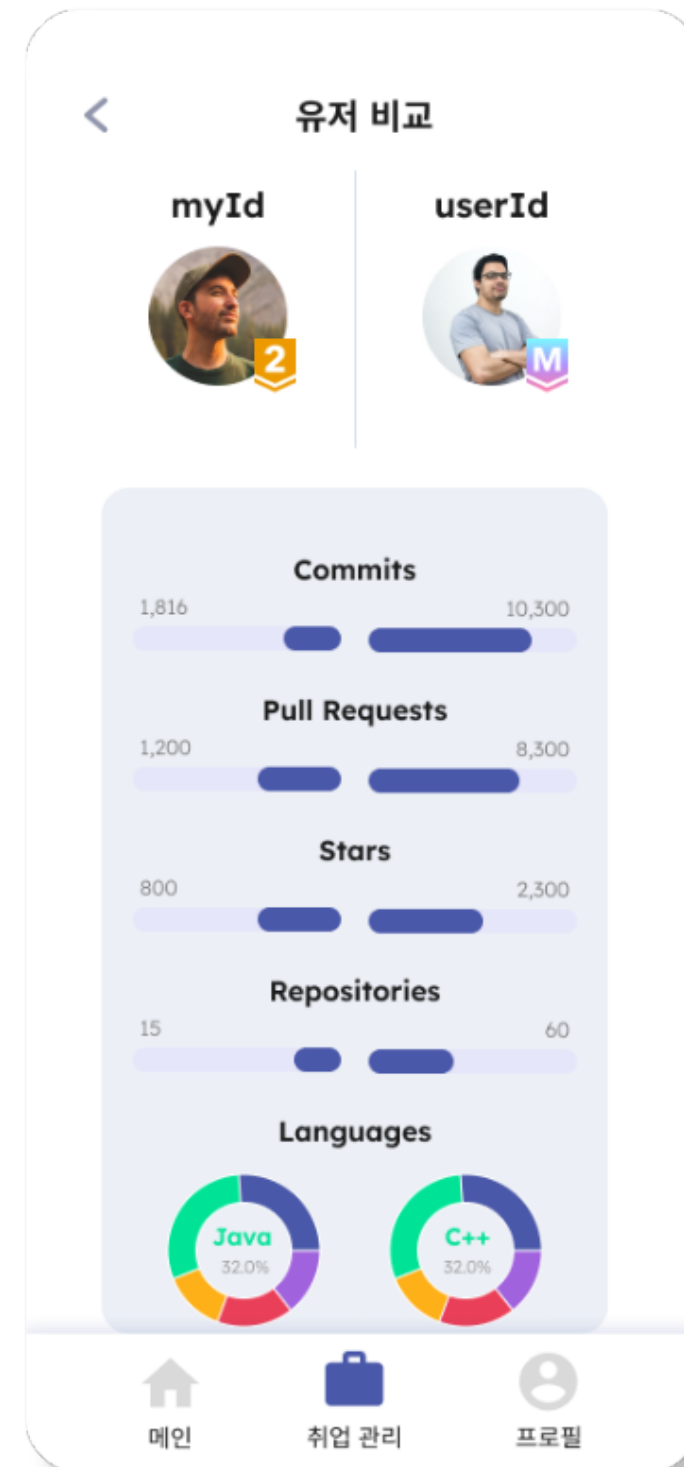 유저 비교
myId
userId
2
M
Commits
1,816
10,300
Pull Requests
1,200
8,300
Stars
800
2,300
Repositories
15
60
Languages
Java
32.0%
C++
32.0%
메인
취업 관리
프로필